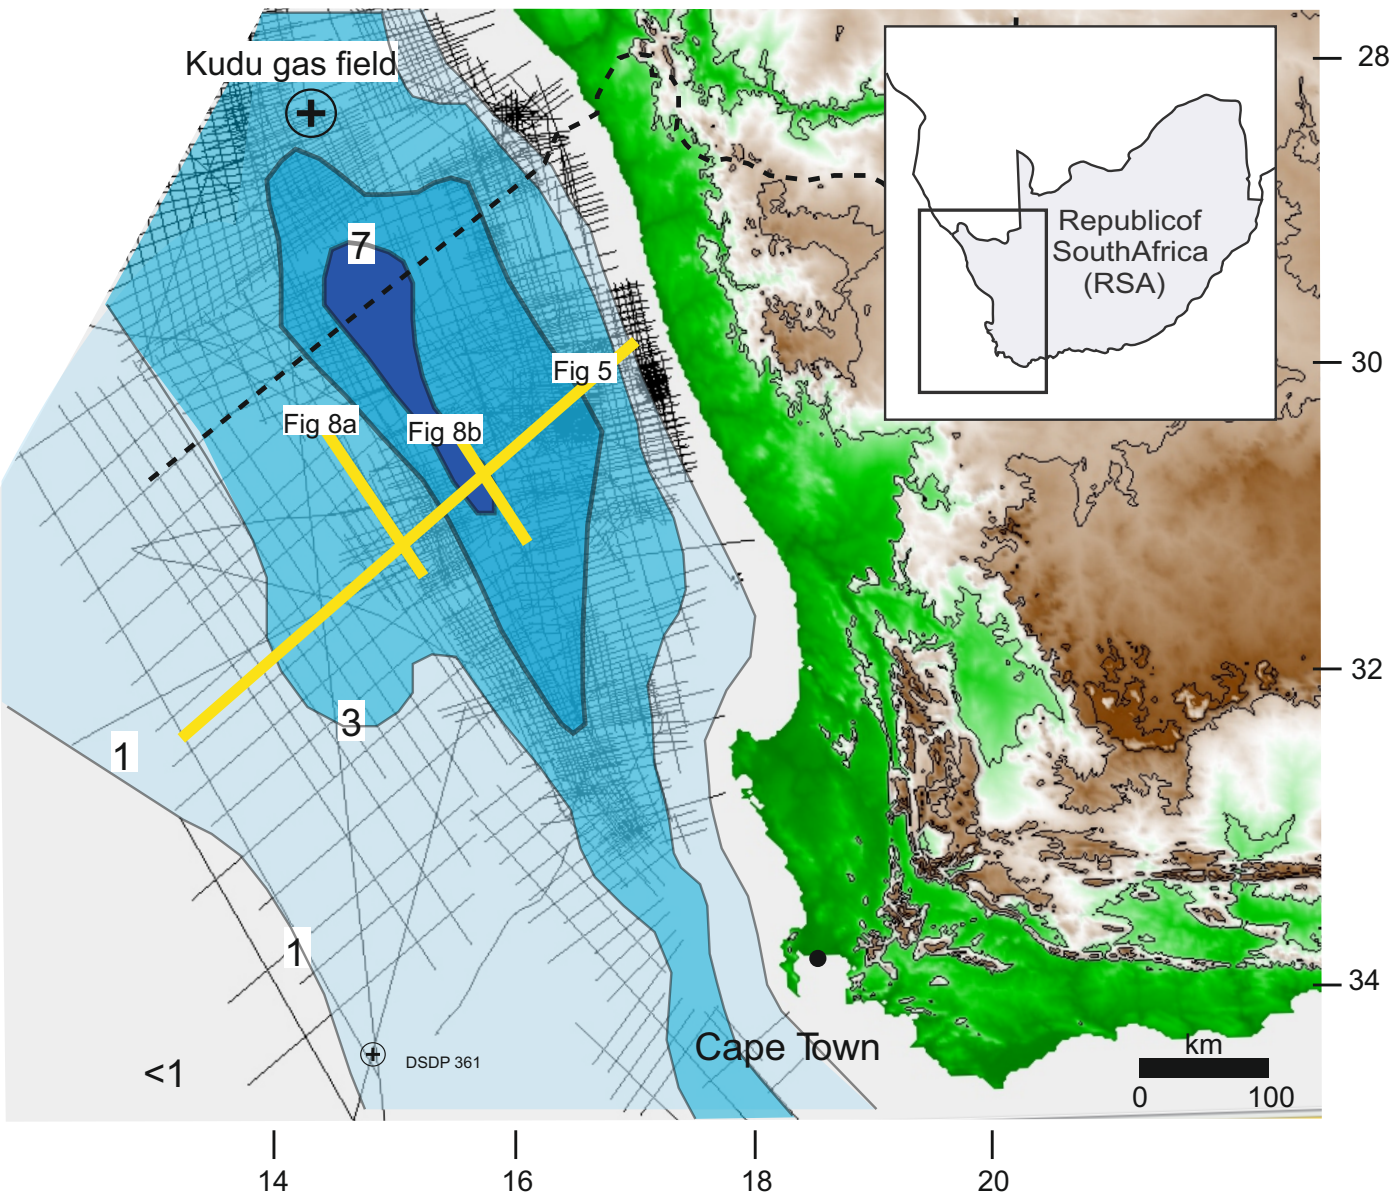 Kudu gas field
28
Republicof
SouthAfrica
(RSA)
7
30
Fig 5
Fig 8a
Fig 8b
32
3
1
1
34
Cape Town
km
<1
DSDP 361
0 100
14 16 18 20